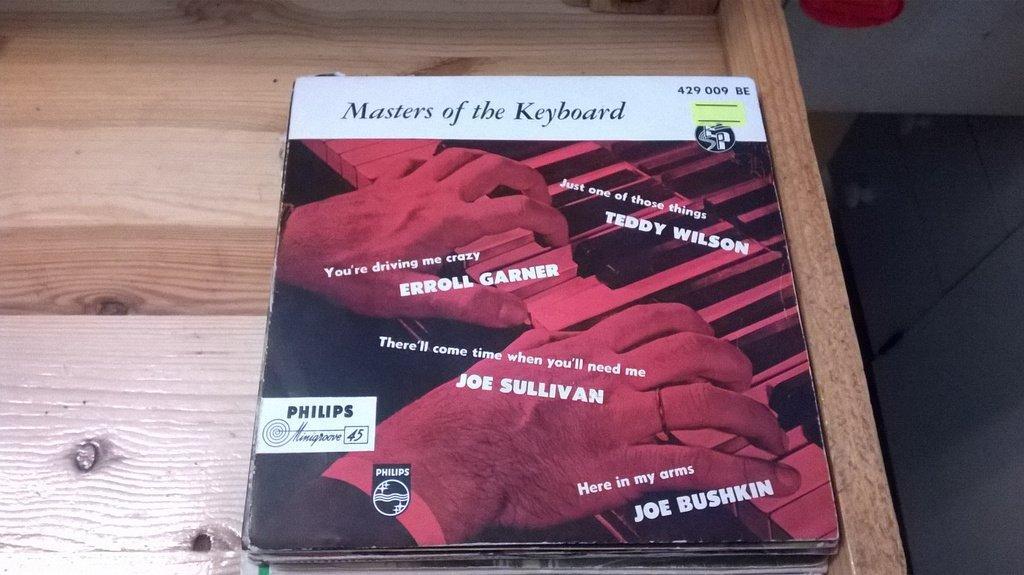 429 009 BE
Masters of the Keyboard
Just one of those things
TEDDY WILSON
You're driving me crazy
ERROLL GARNER
There'll come time when you'll need me
JOE SULLIVAN
PHILIPS
Minigroove 45
PHILIPS
Here in my arms
JOE BUSHKIN